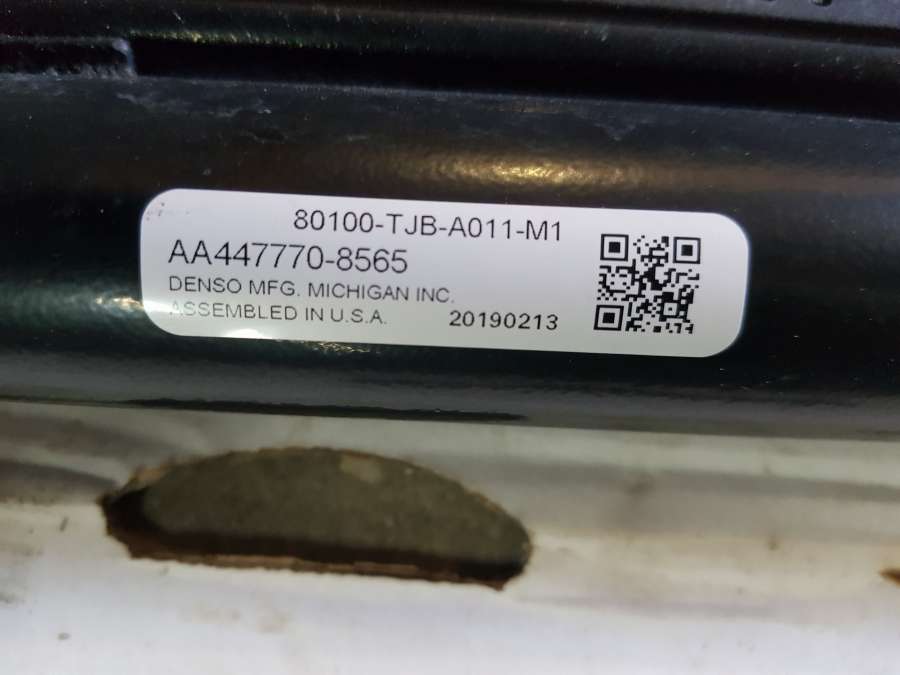 80100-TJB-A011-M1
AA447770-8565
DENSO MFG. MICHIGAN INC.
ASSEMBLED IN U.S.A. 20190213